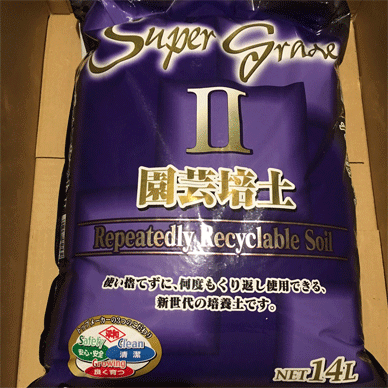 Super Grade
II
園芸培土
Repeatedly Recyclable Soil
使い捨てずに、何度もくり返し使用できる、
新世代の培養土です。
Safety Clean
安心・安全 清潔
Growing
良く育つ
NET 14L